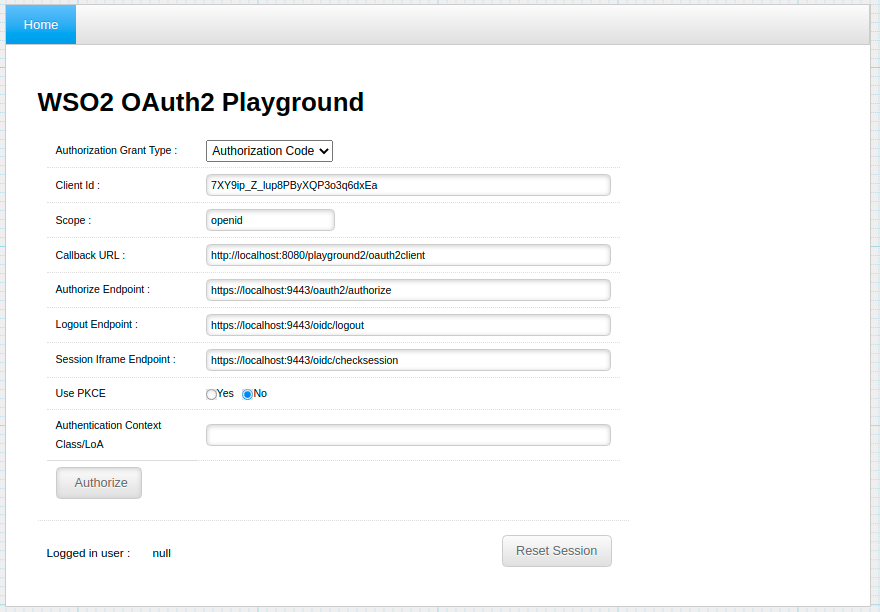 Home
WSO2 OAuth2 Playground
Authorization Grant Type : Authorization Code
Client Id : 7XY9ip_Z_lup8PByXQP3o3q6dxEa
Scope : openid
Callback URL : http://localhost:8080/playground2/oauth2client
Authorize Endpoint : https://localhost:9443/oauth2/authorize
Logout Endpoint : https://localhost:9443/oidc/logout
Session Iframe Endpoint : https://localhost:9443/oidc/checksession
Use PKCE Yes No
Authentication Context
Class/LoA
Authorize
Logged in user : null Reset Session